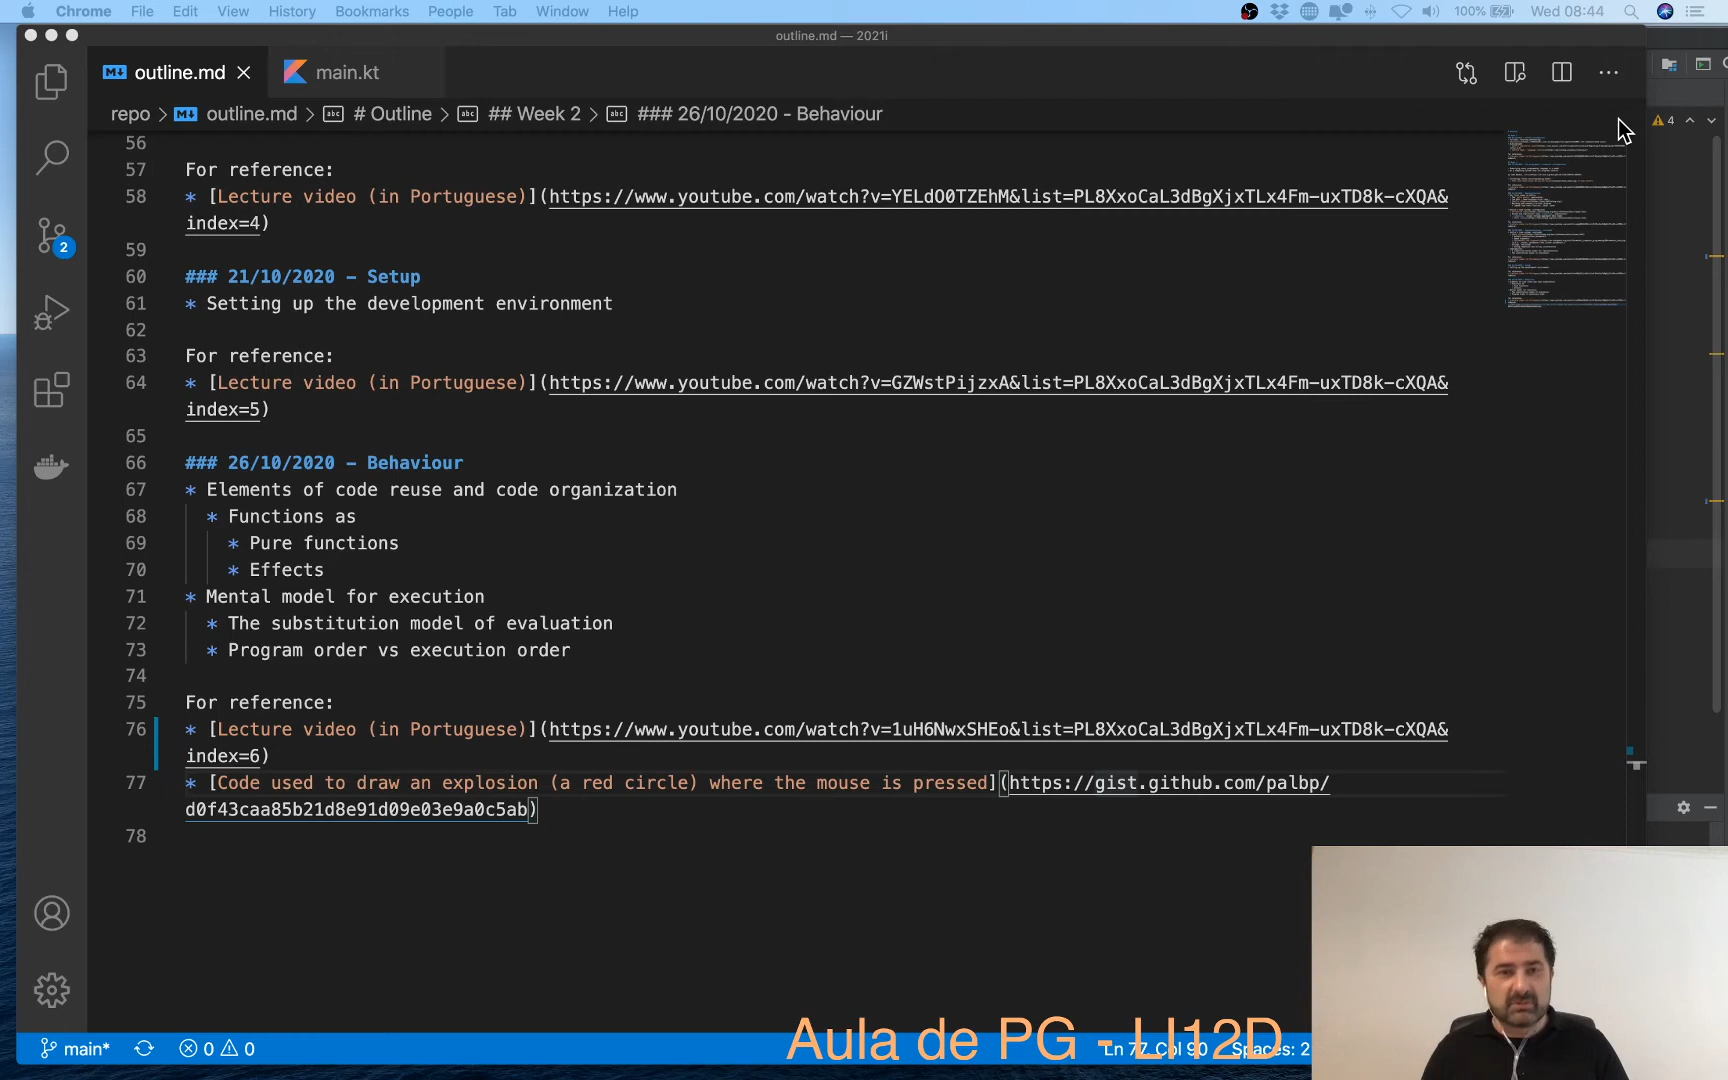 Chrome File Edit View History Bookmarks People Tab Window Help 100% Wed 08:44
outline.md — 2021i
outline.md main.kt
repo > outline.md > # Outline > ## Week 2 > ### 26/10/2020 - Behaviour
4
56
57 For reference:
58 * [Lecture video (in Portuguese)](https://www.youtube.com/watch?v=YELdO0TZEhM&list=PL8XxoCaL3dBgXjxTLx4Fm-uxTD8k-cXQA&
index=4)
59
60 ### 21/10/2020 - Setup
61 * Setting up the development environment
62
63 For reference:
64 * [Lecture video (in Portuguese)](https://www.youtube.com/watch?v=GZWstPijzxA&list=PL8XxoCaL3dBgXjxTLx4Fm-uxTD8k-cXQA&
index=5)
65
66 ### 26/10/2020 - Behaviour
67 * Elements of code reuse and code organization
68 * Functions as
69 * Pure functions
70 * Effects
71 * Mental model for execution
72 * The substitution model of evaluation
73 * Program order vs execution order
74
75 For reference:
76 * [Lecture video (in Portuguese)](https://www.youtube.com/watch?v=1uH6NwxSHEo&list=PL8XxoCaL3dBgXjxTLx4Fm-uxTD8k-cXQA&
index=6)
77 * [Code used to draw an explosion (a red circle) where the mouse is pressed](https://gist.github.com/palbp/
d0f43caa85b21d8e91d09e03e9a0c5ab)
78
2
main* 0 0 Ln 77, Col 90 Spaces: 2
Aula de PG - LI12D